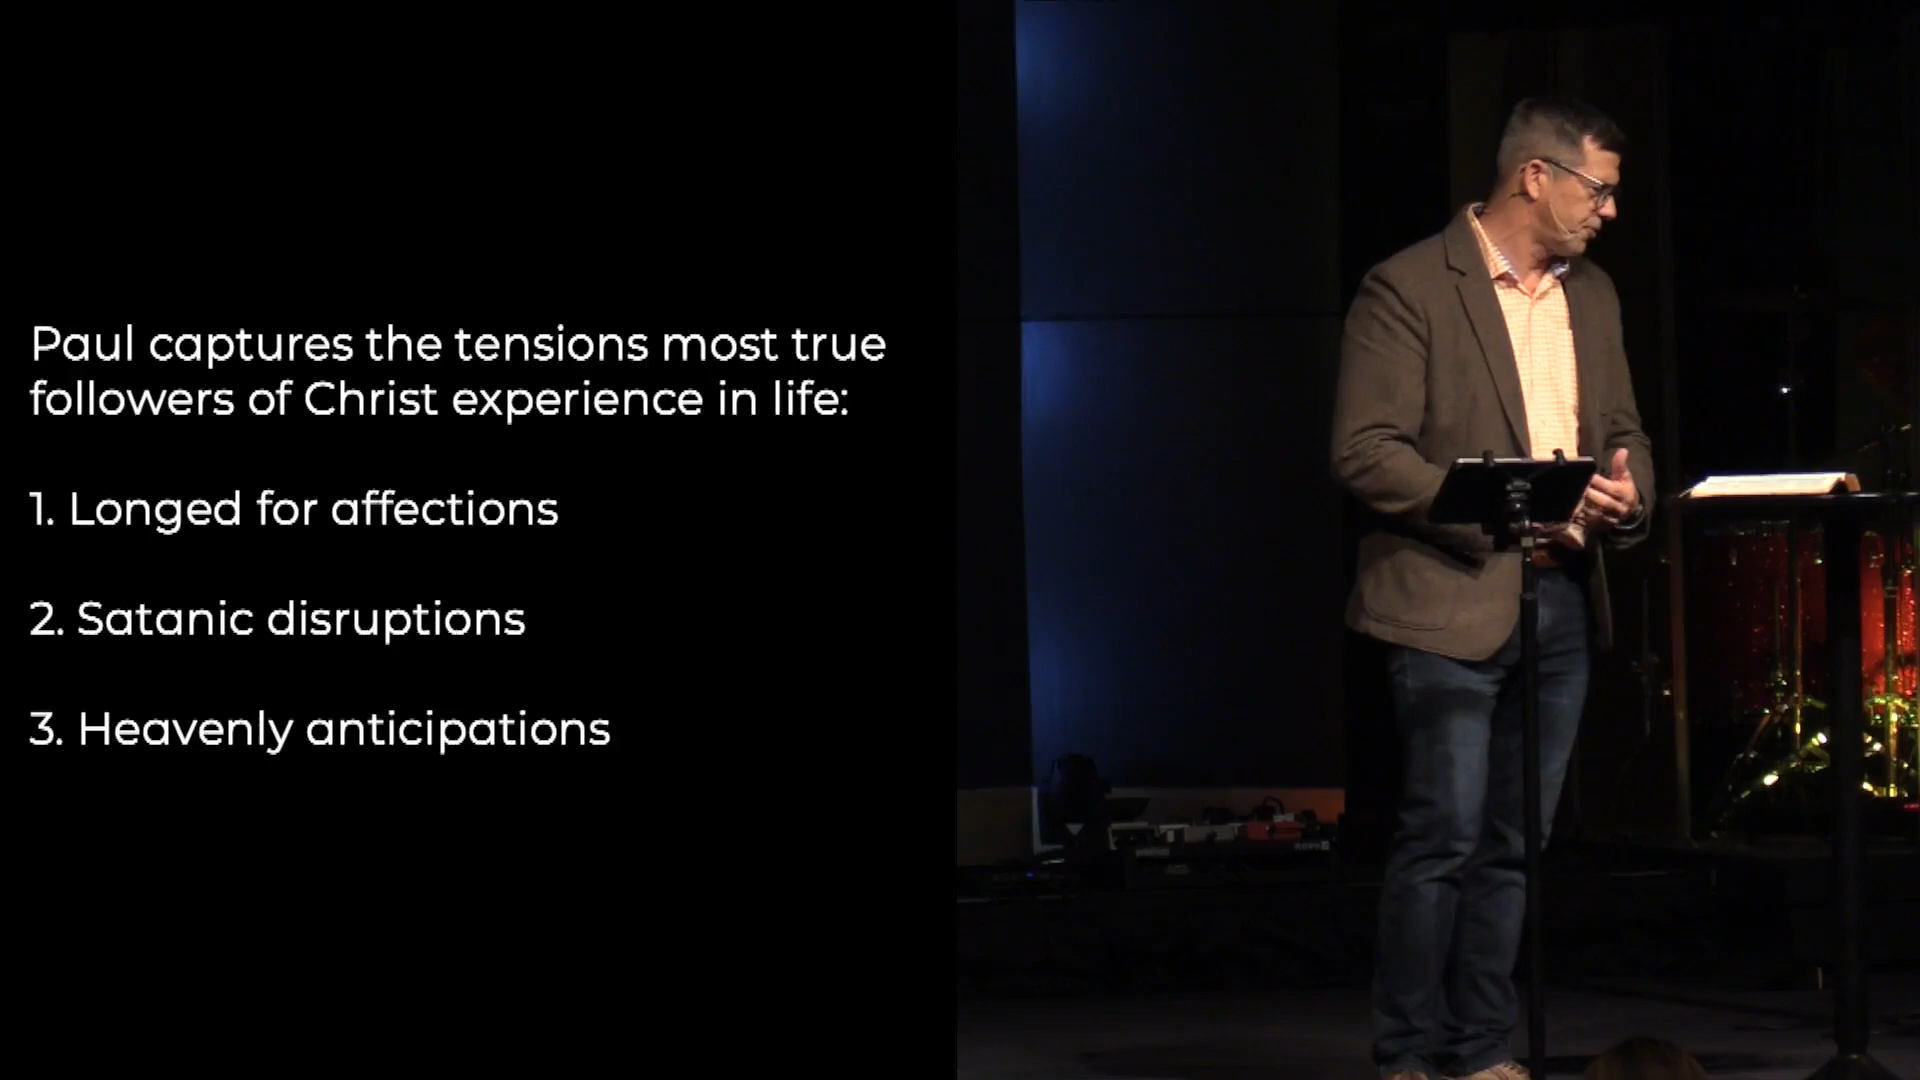 Paul captures the tensions most true
followers of Christ experience in life:
1. Longed for affections
2. Satanic disruptions
3. Heavenly anticipations